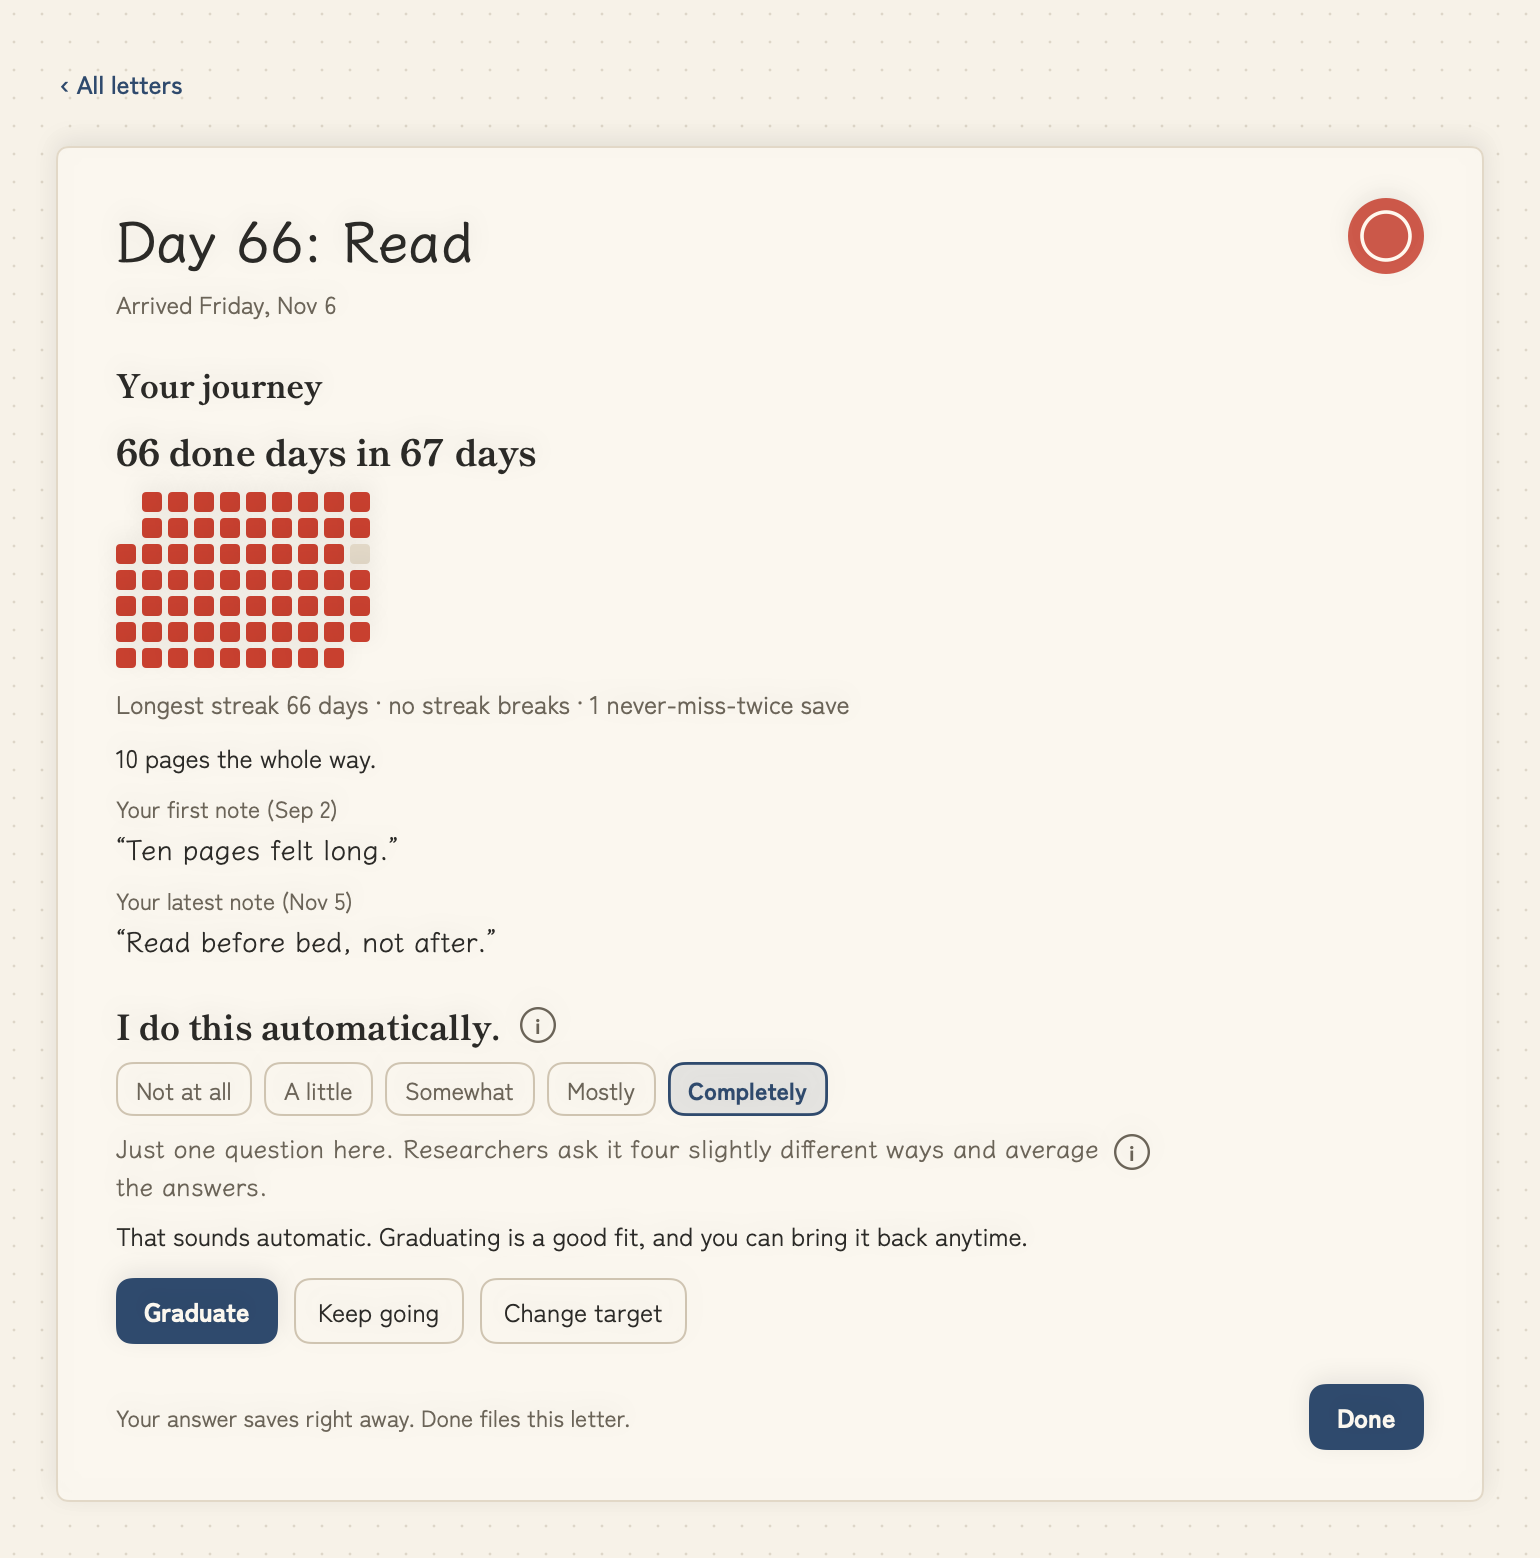 ‹ All letters
Day 66: Read
Arrived Friday, Nov 6
Your journey
66 done days in 67 days
Longest streak 66 days · no streak breaks · 1 never-miss-twice save
10 pages the whole way.
Your first note (Sep 2)
“Ten pages felt long.”
Your latest note (Nov 5)
“Read before bed, not after.”
I do this automatically. i
Not at all A little Somewhat Mostly Completely
Just one question here. Researchers ask it four slightly different ways and average i
the answers.
That sounds automatic. Graduating is a good fit, and you can bring it back anytime.
Graduate Keep going Change target
Your answer saves right away. Done files this letter. Done